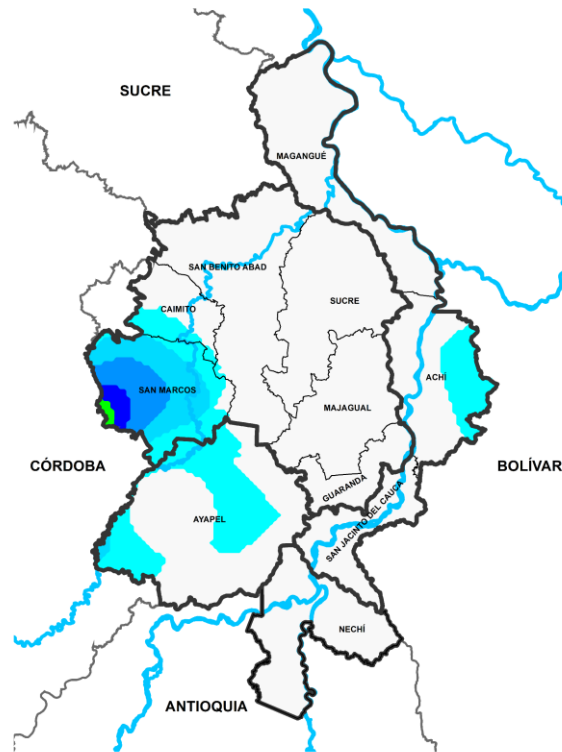 SUCRE
MAGANGUÉ
SAN BENITO ABAD
CAIMITO
SUCRE
SAN MARCOS
ACHÍ
MAJAGUAL
CÓRDOBA
BOLÍVAR
GUARANDA
SAN JACINTO DEL CAUCA
AYAPEL
NECHÍ
ANTIOQUIA